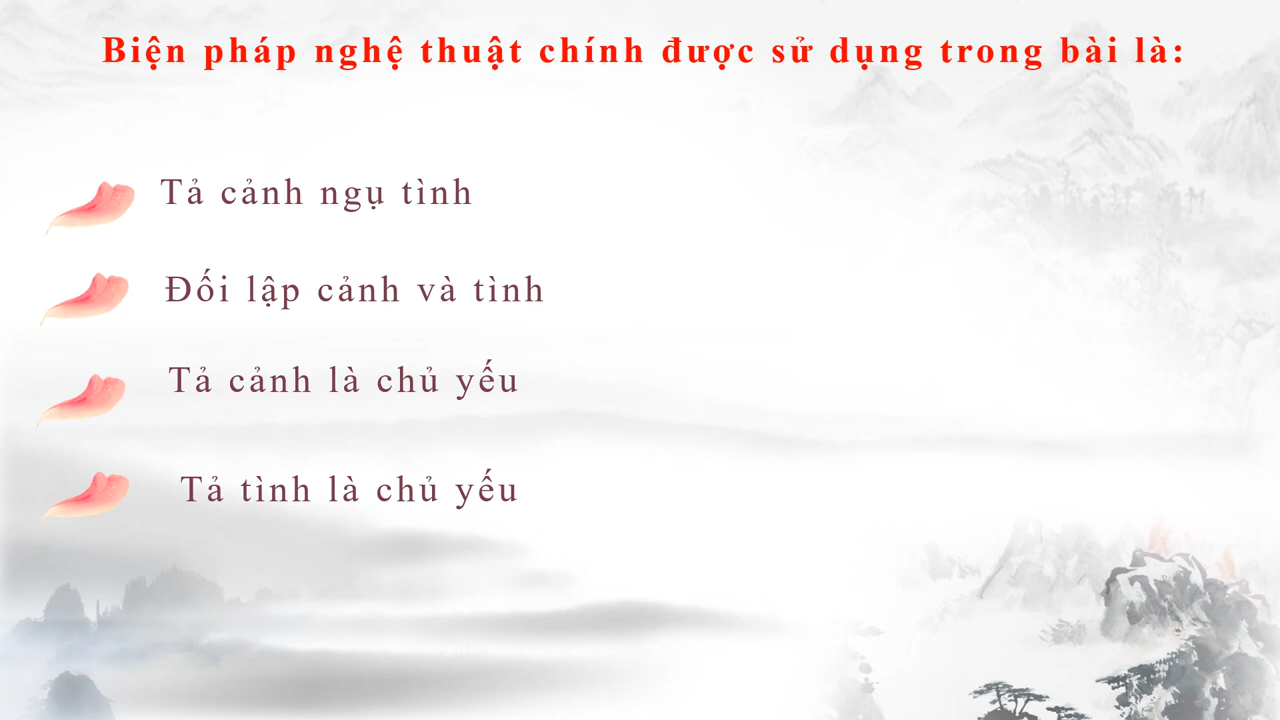 Biện pháp nghệ thuật chính được sử dụng trong bài là:
Tả cảnh ngụ tình
Đối lập cảnh và tình
Tả cảnh là chủ yếu
Tả tình là chủ yếu